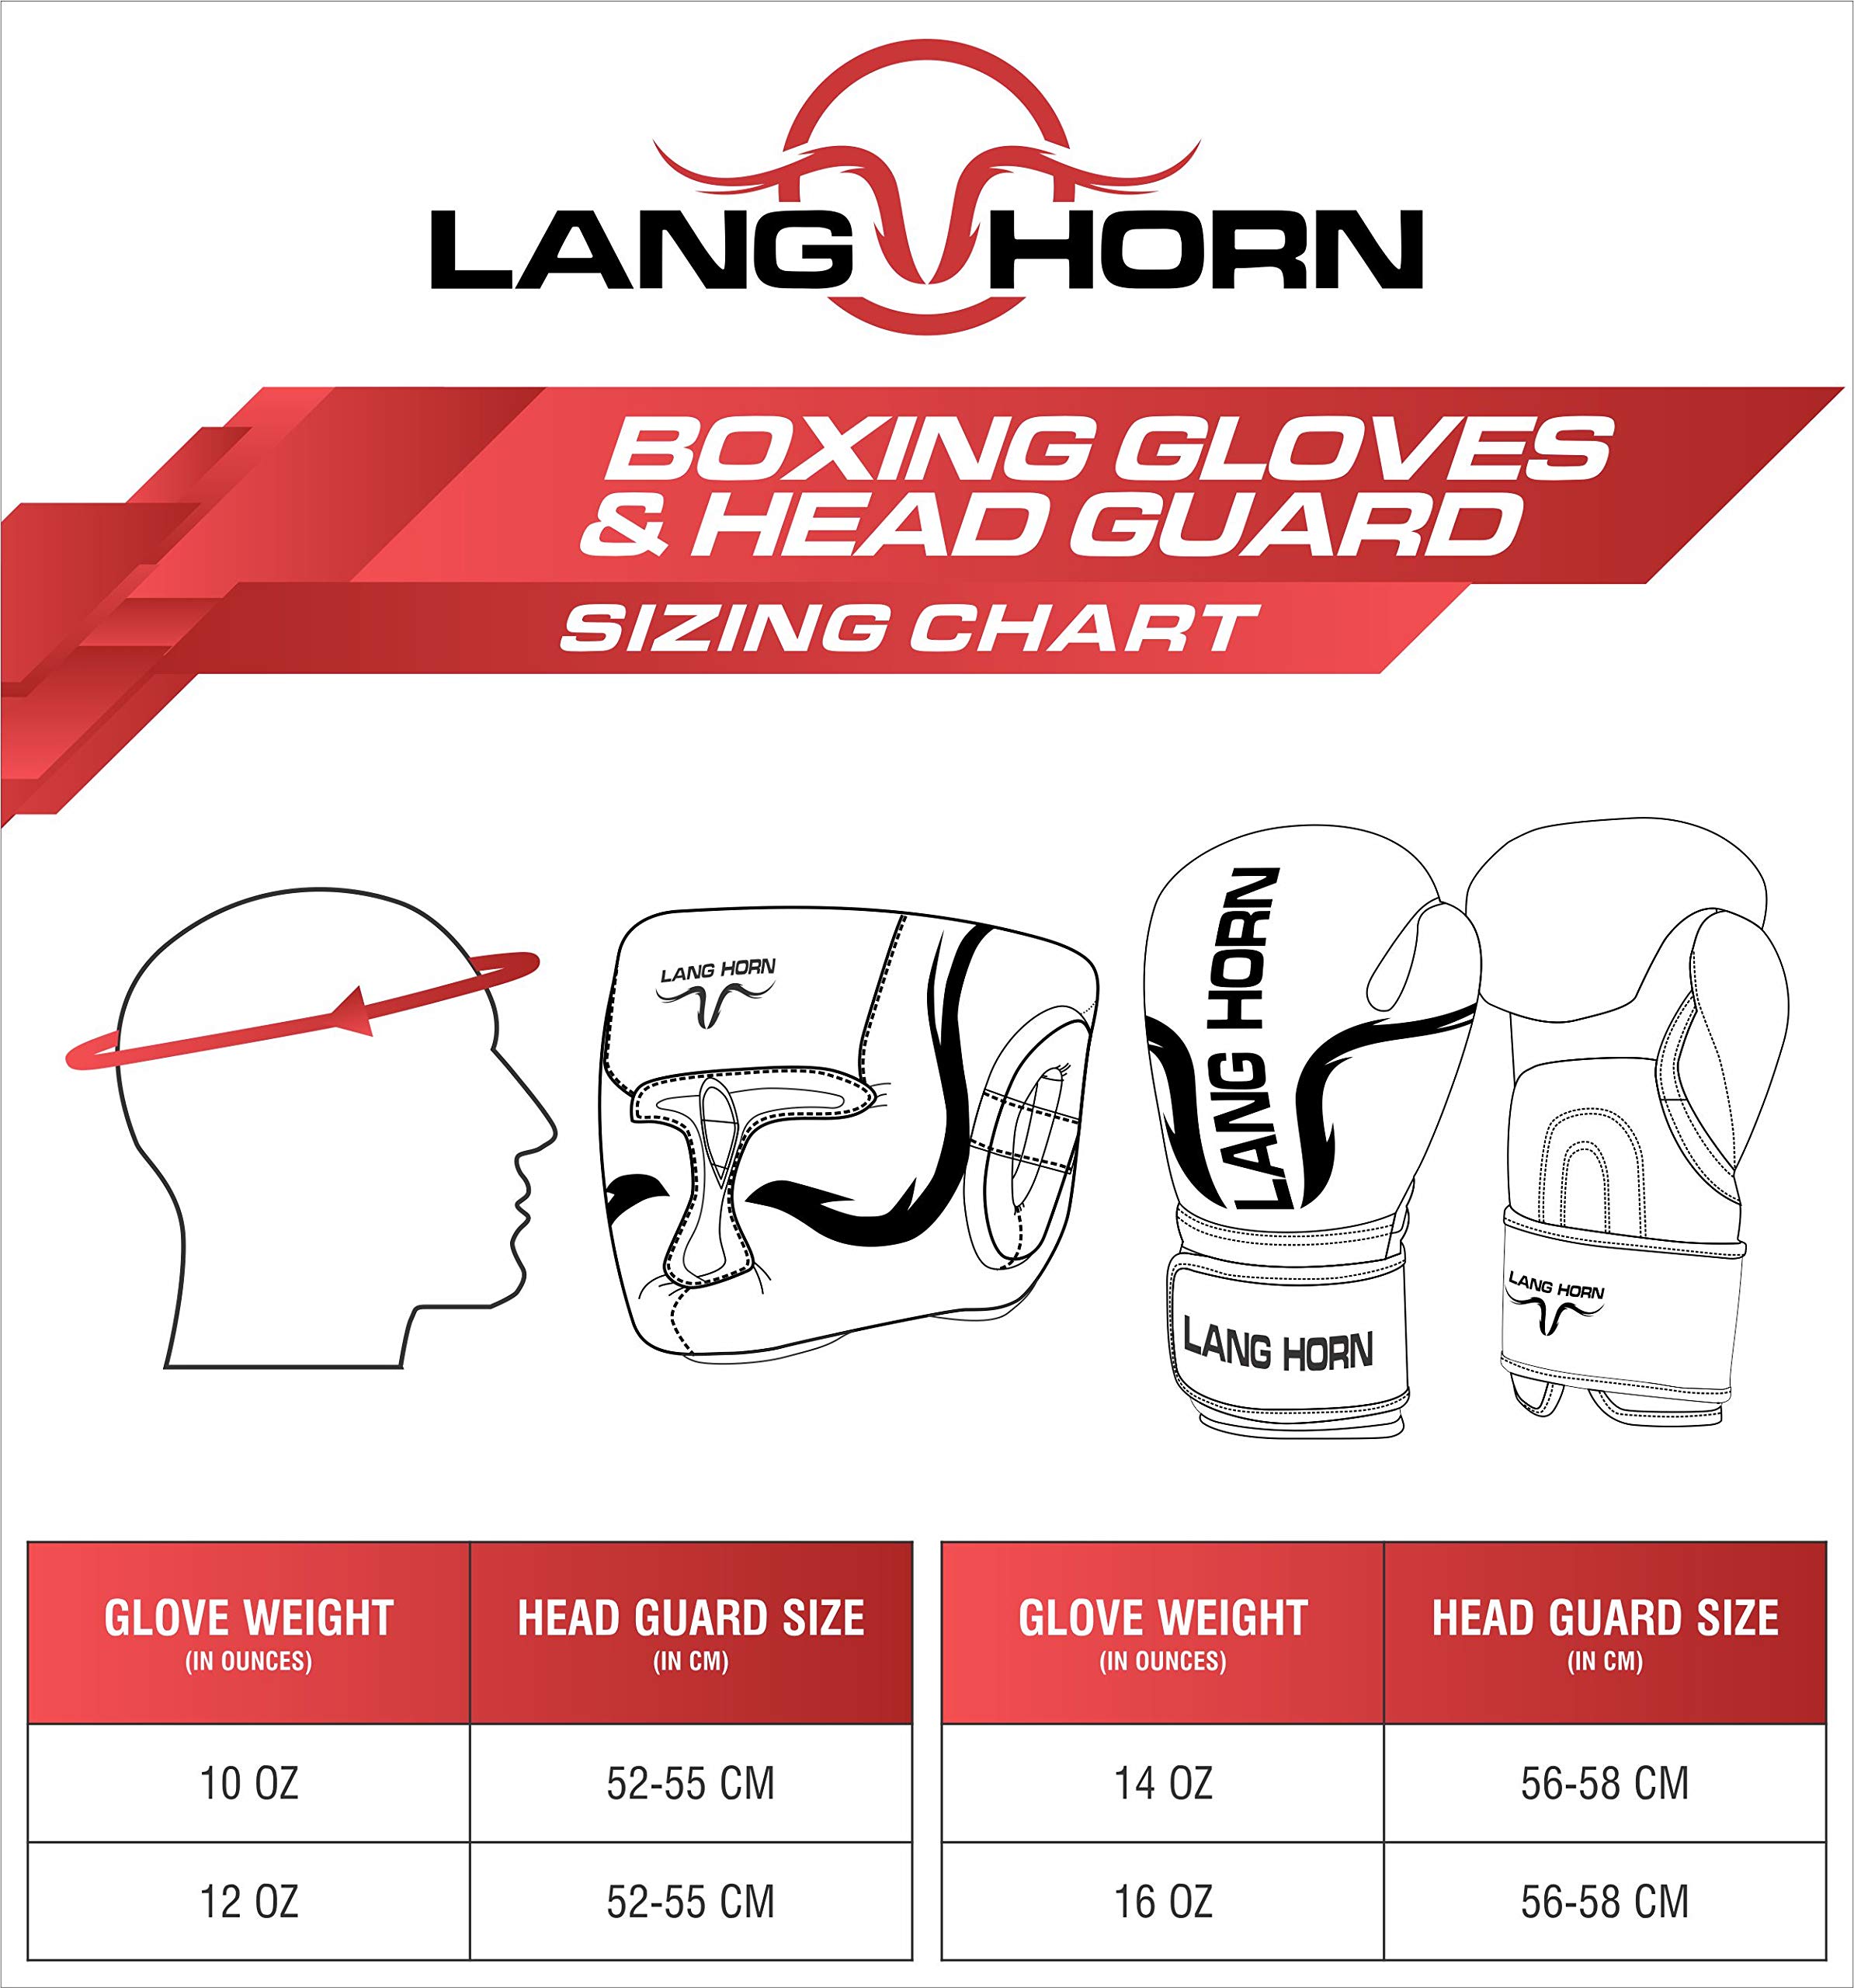 LANG HORN
BOXING GLOVES
& HEAD GUARD
SIZING CHART
LANG HORN
LANG HORN
LANG HORN
LANG HORN
GLOVE WEIGHT
(IN OUNCES)
HEAD GUARD SIZE
(IN CM)
10 OZ
52-55 CM
12 OZ
52-55 CM
GLOVE WEIGHT
(IN OUNCES)
HEAD GUARD SIZE
(IN CM)
14 OZ
56-58 CM
16 OZ
56-58 CM